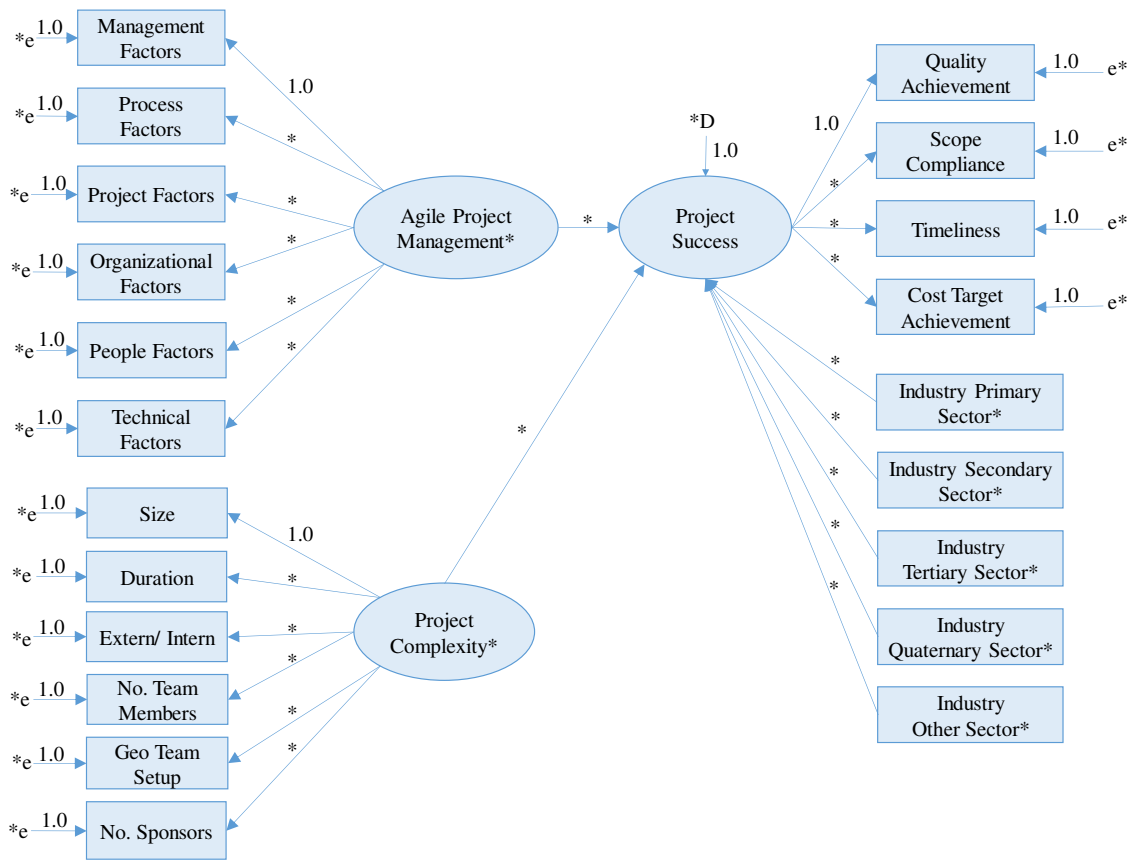 Management
Factors
*e
1.0
1.0
Process
Factors
*e
1.0
*
Project Factors
*e
1.0
*
Organizational
Factors
*e
1.0
*
People Factors
*e
1.0
*
Technical
Factors
*e
1.0
*
Agile Project
Management*
*
*D
1.0
Project
Success
Quality
Achievement
1.0
1.0
e*
Scope
Compliance
*
1.0
e*
Timeliness
*
1.0
e*
Cost Target
Achievement
*
1.0
e*
Industry Primary
Sector*
*
Industry Secondary
Sector*
*
Industry
Tertiary Sector*
*
Industry
Quaternary Sector*
*
Industry
Other Sector*
*
*
Size
*e
1.0
1.0
Duration
*e
1.0
*
Extern/ Intern
*e
1.0
*
No. Team
Members
*e
1.0
*
Geo Team
Setup
*e
1.0
*
No. Sponsors
*e
1.0
*
Project
Complexity*